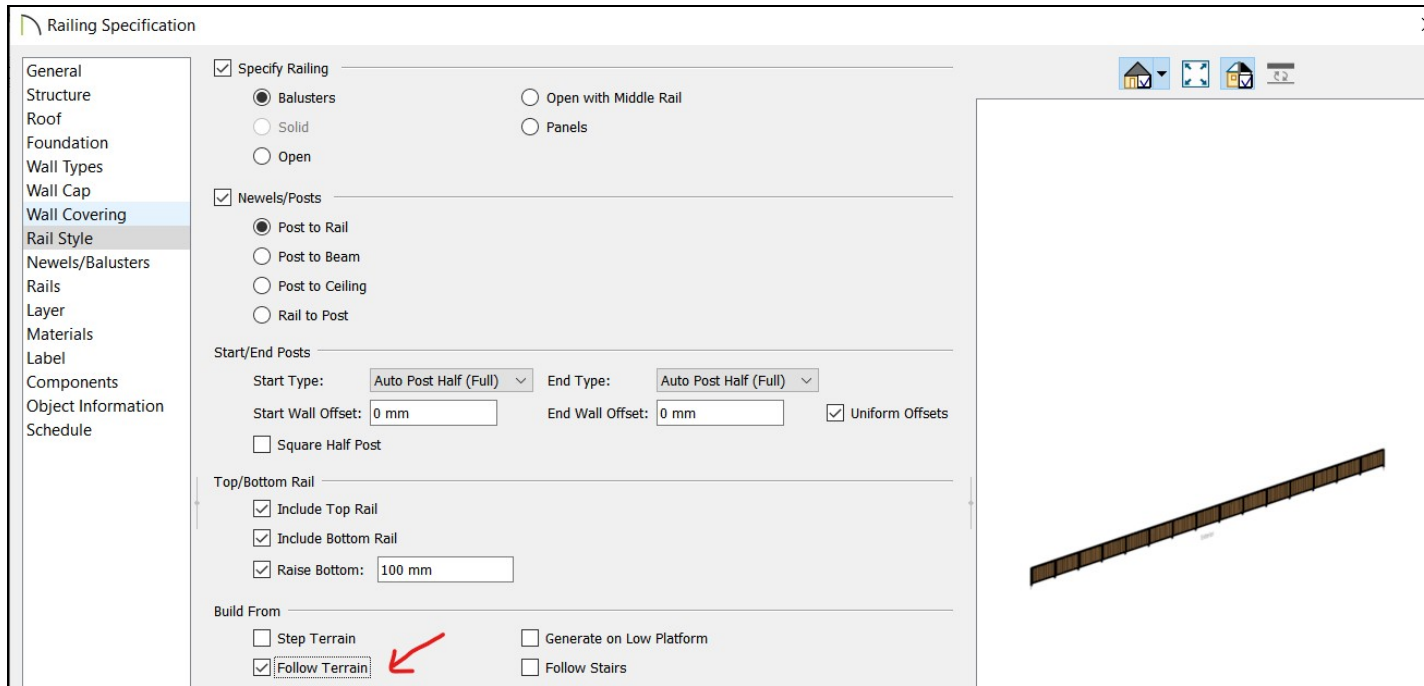 Railing Specification
General
Structure
Roof
Foundation
Wall Types
Wall Cap
Wall Covering
Rail Style
Newels/Balusters
Rails
Layer
Materials
Label
Components
Object Information
Schedule
Specify Railing
Balusters
Open with Middle Rail
Solid
Panels
Open
Newels/Posts
Post to Rail
Post to Beam
Post to Ceiling
Rail to Post
Start/End Posts
Start Type: Auto Post Half (Full) End Type: Auto Post Half (Full)
Start Wall Offset: 0 mm End Wall Offset: 0 mm Uniform Offsets
Square Half Post
Top/Bottom Rail
Include Top Rail
Include Bottom Rail
Raise Bottom: 100 mm
Build From
Step Terrain Generate on Low Platform
Follow Terrain Follow Stairs